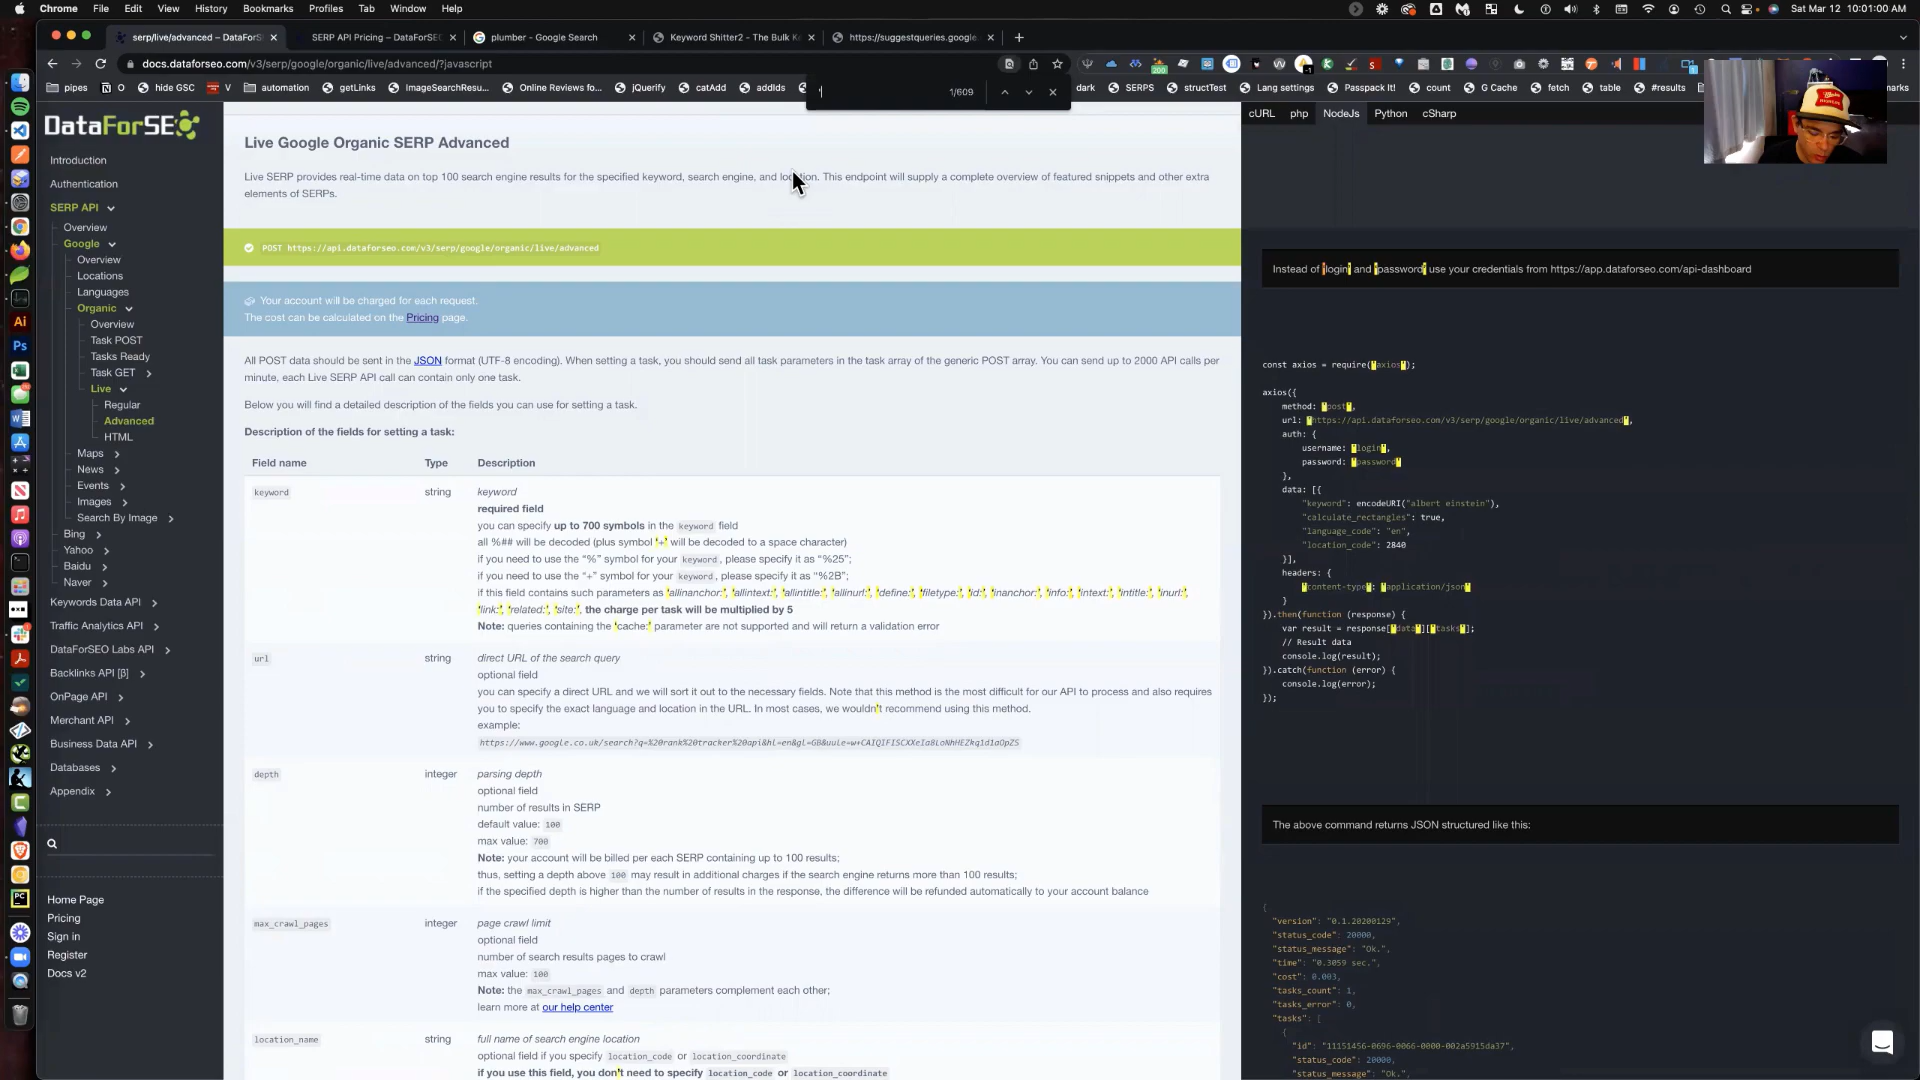 Chrome File Edit View History Bookmarks Profiles Tab Window Help
Sat Mar 12 10:01:00 AM
serp/live/advanced – DataForS
SERP API Pricing – DataForSEO
plumber - Google Search
Keyword Shitter2 - The Bulk K
https://suggestqueries.google.
docs.dataforseo.com/v3/serp/google/organic/live/advanced/?javascript
pipes hide GSC automation getLinks ImageSearchResu... Online Reviews fo... jQuerify catAdd addIds
dark SERPS structTest Lang settings Passpack It! count G Cache fetch table #results
1/609
DataForSEO
Introduction
Authentication
SERP API
Overview
Google
Overview
Locations
Languages
Organic
Overview
Task POST
Tasks Ready
Task GET
Live
Regular
Advanced
HTML
Maps
News
Events
Images
Search By Image
Bing
Yahoo
Baidu
Naver
Keywords Data API
Traffic Analytics API
DataForSEO Labs API
Backlinks API [β]
OnPage API
Merchant API
Business Data API
Databases
Appendix
Home Page
Pricing
Sign in
Register
Docs v2
Live Google Organic SERP Advanced
Live SERP provides real-time data on top 100 search engine results for the specified keyword, search engine, and location. This endpoint will supply a complete overview of featured snippets and other extra
elements of SERPs.
POST https://api.dataforseo.com/v3/serp/google/organic/live/advanced
Your account will be charged for each request.
The cost can be calculated on the Pricing page.
All POST data should be sent in the JSON format (UTF-8 encoding). When setting a task, you should send all task parameters in the task array of the generic POST array. You can send up to 2000 API calls per
minute, each Live SERP API call can contain only one task.
Below you will find a detailed description of the fields you can use for setting a task.
Description of the fields for setting a task:
Field name Type Description
keyword string keyword
required field
you can specify up to 700 symbols in the keyword field
all %## will be decoded (plus symbol '+' will be decoded to a space character)
if you need to use the “%” symbol for your keyword, please specify it as “%25”;
if you need to use the “+” symbol for your keyword, please specify it as “%2B”;
if this field contains such parameters as 'allinanchor:', 'allintext:', 'allintitle:', 'allinurl:', 'define:', 'filetype:', 'id:', 'inanchor:', 'info:', 'intext:', 'intitle:', 'inurl:',
'link:', 'related:', 'site:', the charge per task will be multiplied by 5
Note: queries containing the 'cache:' parameter are not supported and will return a validation error
url string direct URL of the search query
optional field
you can specify a direct URL and we will sort it out to the necessary fields. Note that this method is the most difficult for our API to process and also requires
you to specify the exact language and location in the URL. In most cases, we wouldn't recommend using this method.
example:
https://www.google.co.uk/search?q=%20rank%20tracker%20api&hl=en&gl=GB&uule=w+CAIQIFISCXXeIa8LoNhHEZkq1d1aOpZS
depth integer parsing depth
optional field
number of results in SERP
default value: 100
max value: 700
Note: your account will be billed per each SERP containing up to 100 results;
thus, setting a depth above 100 may result in additional charges if the search engine returns more than 100 results;
if the specified depth is higher than the number of results in the response, the difference will be refunded automatically to your account balance
max_crawl_pages integer page crawl limit
optional field
number of search results pages to crawl
max value: 100
Note: the max_crawl_pages and depth parameters complement each other;
learn more at our help center
location_name string full name of search engine location
optional field if you specify location_code or location_coordinate
if you use this field, you don't need to specify location_code or location_coordinate
cURL php NodeJs Python cSharp
Instead of 'login' and 'password' use your credentials from https://app.dataforseo.com/api-dashboard
const axios = require('axios');
axios({
method: 'post',
url: 'https://api.dataforseo.com/v3/serp/google/organic/live/advanced',
auth: {
username: 'login',
password: 'password'
},
data: [{
"keyword": encodeURI("albert einstein"),
"calculate_rectangles": true,
"language_code": "en",
"location_code": 2840
}],
headers: {
'content-type': 'application/json'
}
}).then(function (response) {
var result = response['data']['tasks'];
// Result data
console.log(result);
}).catch(function (error) {
console.log(error);
});
The above command returns JSON structured like this:
{
"version": "0.1.20200129",
"status_code": 20000,
"status_message": "Ok.",
"time": "0.3059 sec.",
"cost": 0.003,
"tasks_count": 1,
"tasks_error": 0,
"tasks": [
{
"id": "11151456-0696-0066-0000-002a5915da37",
"status_code": 20000,
"status_message": "Ok.",